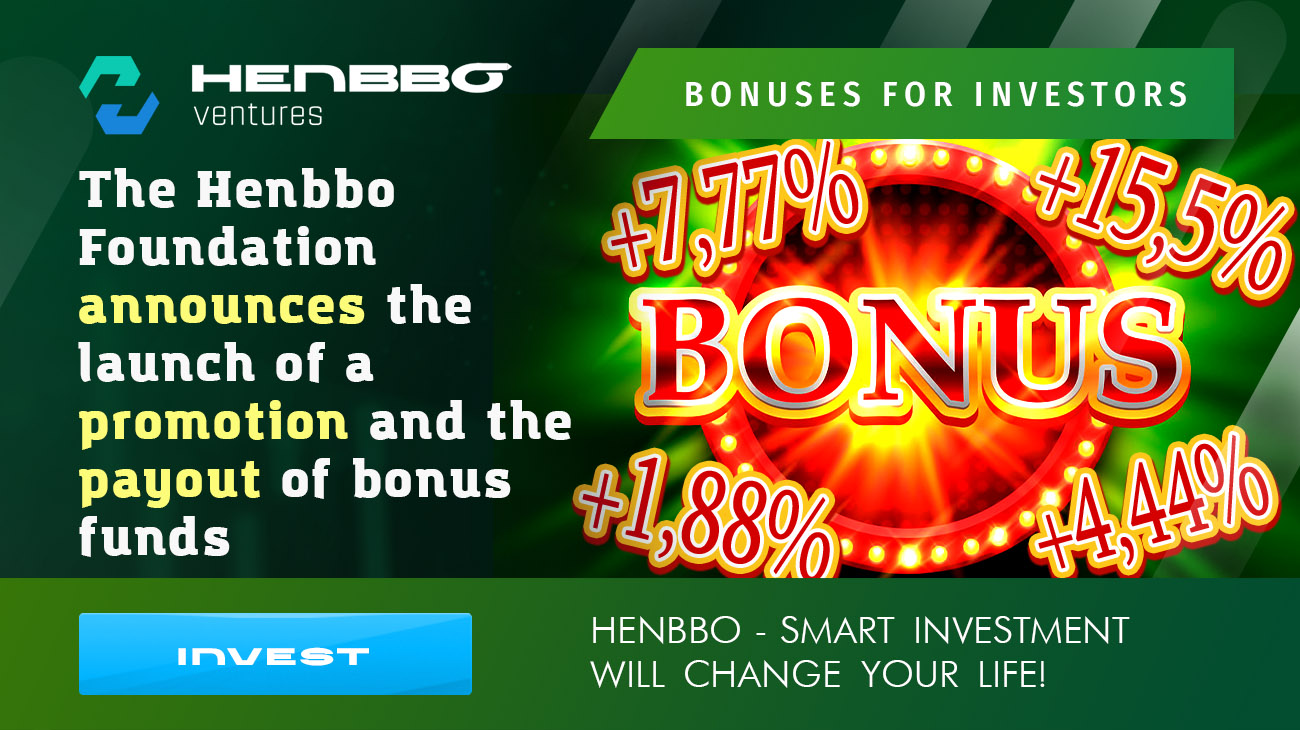 HENBBO
ventures
BONUSES FOR INVESTORS
The Henbbo
Foundation
announces the
launch of a
promotion and the
payout of bonus
funds
+7,77%
+15,5%
BONUS
+1,88%
+4,44%
INVEST
HENBBO - SMART INVESTMENT
WILL CHANGE YOUR LIFE!